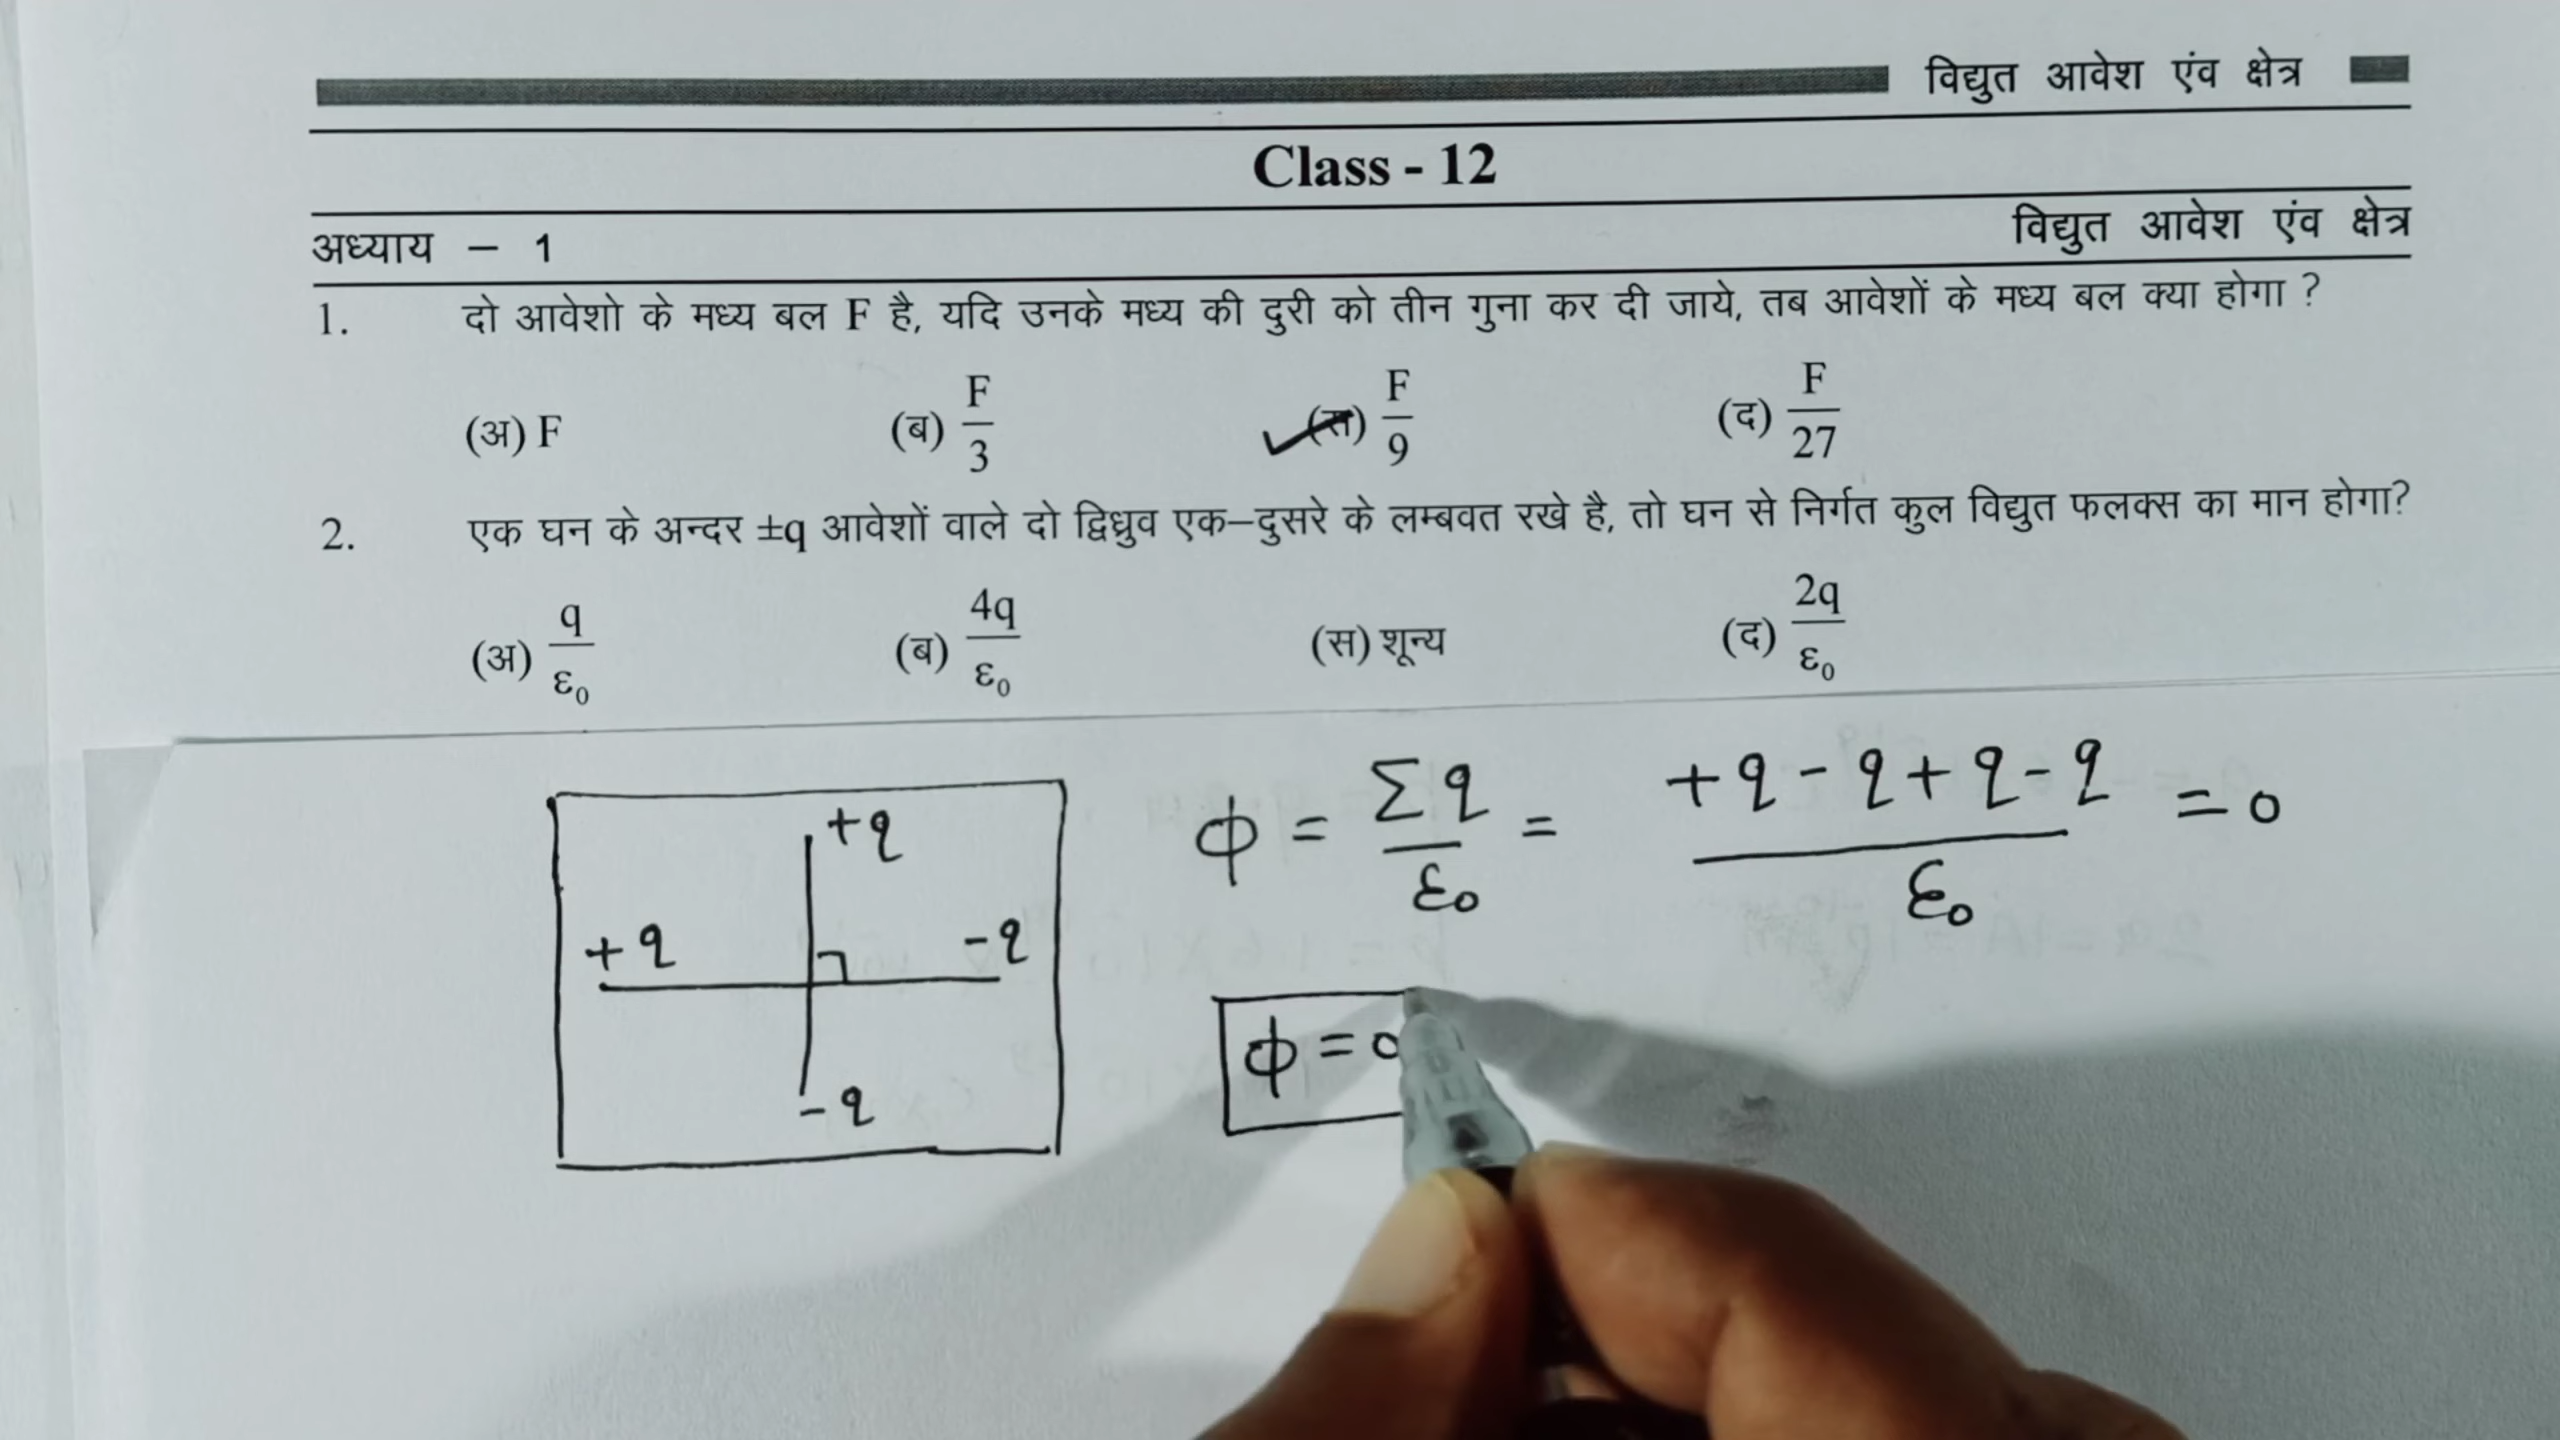 विद्युत आवेश एंव क्षेत्र
Class - 12
अध्याय – 1 विद्युत आवेश एंव क्षेत्र
1. दो आवेशो के मध्य बल F है, यदि उनके मध्य की दुरी को तीन गुना कर दी जाये, तब आवेशों के मध्य बल क्या होगा ?
(अ) F (ब) F/3 (स) F/9 (द) F/27
2. एक घन के अन्दर ±q आवेशों वाले दो द्विध्रुव एक–दुसरे के लम्बवत रखे है, तो घन से निर्गत कुल विद्युत फलक्स का मान होगा?
(अ) q/ε₀ (ब) 4q/ε₀ (स) शून्य (द) 2q/ε₀
+q
+q -q
-q
ϕ = Σq/ε₀ = +q-q+q-q/ε₀ = 0
ϕ = 0